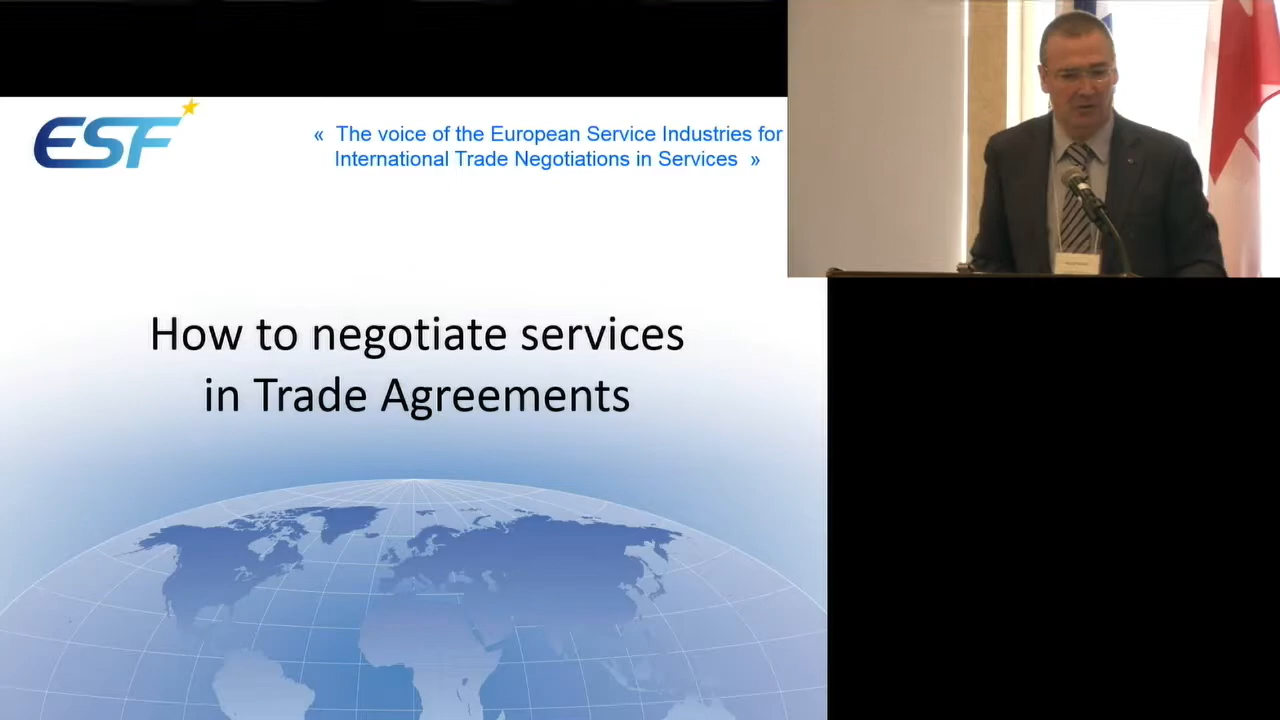 ESF
« The voice of the European Service Industries for
International Trade Negotiations in Services »
How to negotiate services
in Trade Agreements